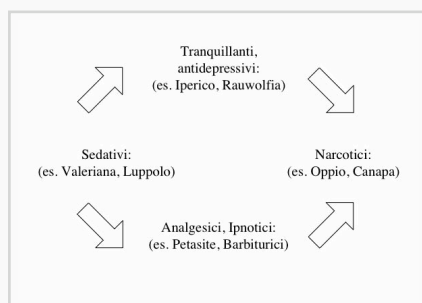 Tranquillanti,
antidepressivi:
(es. Iperico, Rauwolfia)
Sedativi:
(es. Valeriana, Luppolo)
Narcotici:
(es. Oppio, Canapa)
Analgesici, Ipnotici:
(es. Petasite, Barbiturici)